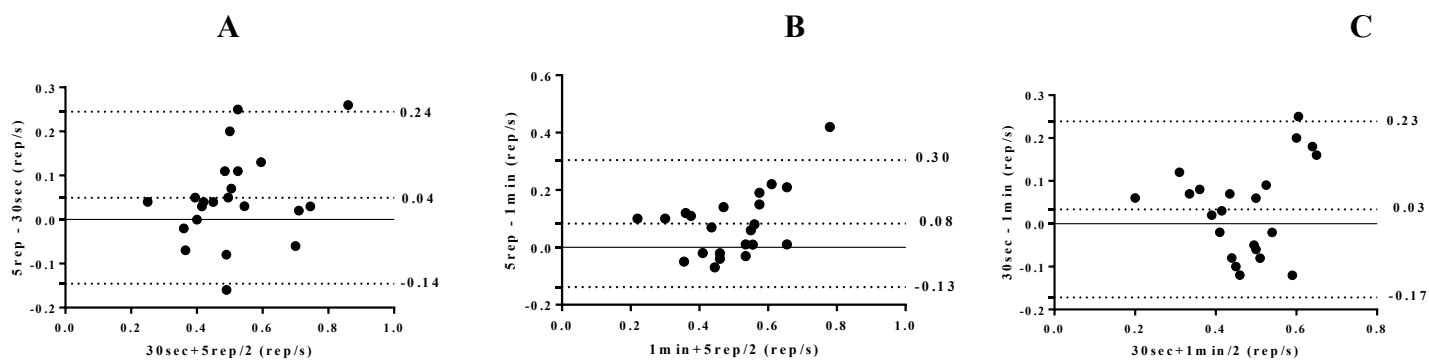 A
5rep - 30sec (rep/s)
0.3
0.2
0.1
0.0
-0.1
-0.2
0.24
0.04
-0.14
0.0 0.2 0.4 0.6 0.8 1.0
30sec+5rep/2 (rep/s)
B
5rep - 1min (rep/s)
0.6
0.4
0.2
0.0
-0.2
0.30
0.08
-0.13
0.0 0.2 0.4 0.6 0.8 1.0
1min+5rep/2 (rep/s)
C
30sec - 1min (rep/s)
0.3
0.2
0.1
0.0
-0.1
-0.2
0.23
0.03
-0.17
0.0 0.2 0.4 0.6 0.8
30sec+1min/2 (rep/s)